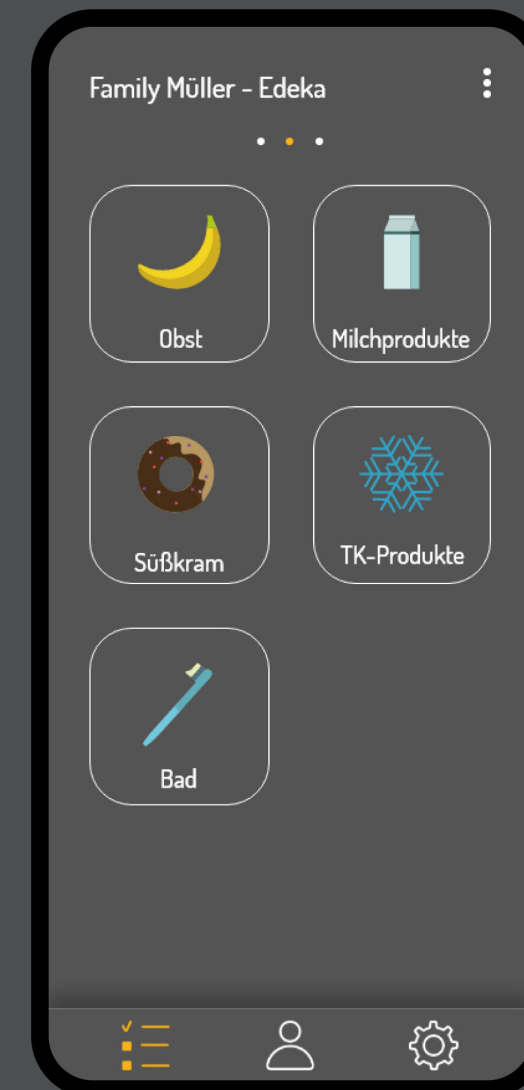 Family Müller - Edeka
Obst
Milchprodukte
Süßkram
TK-Produkte
Bad